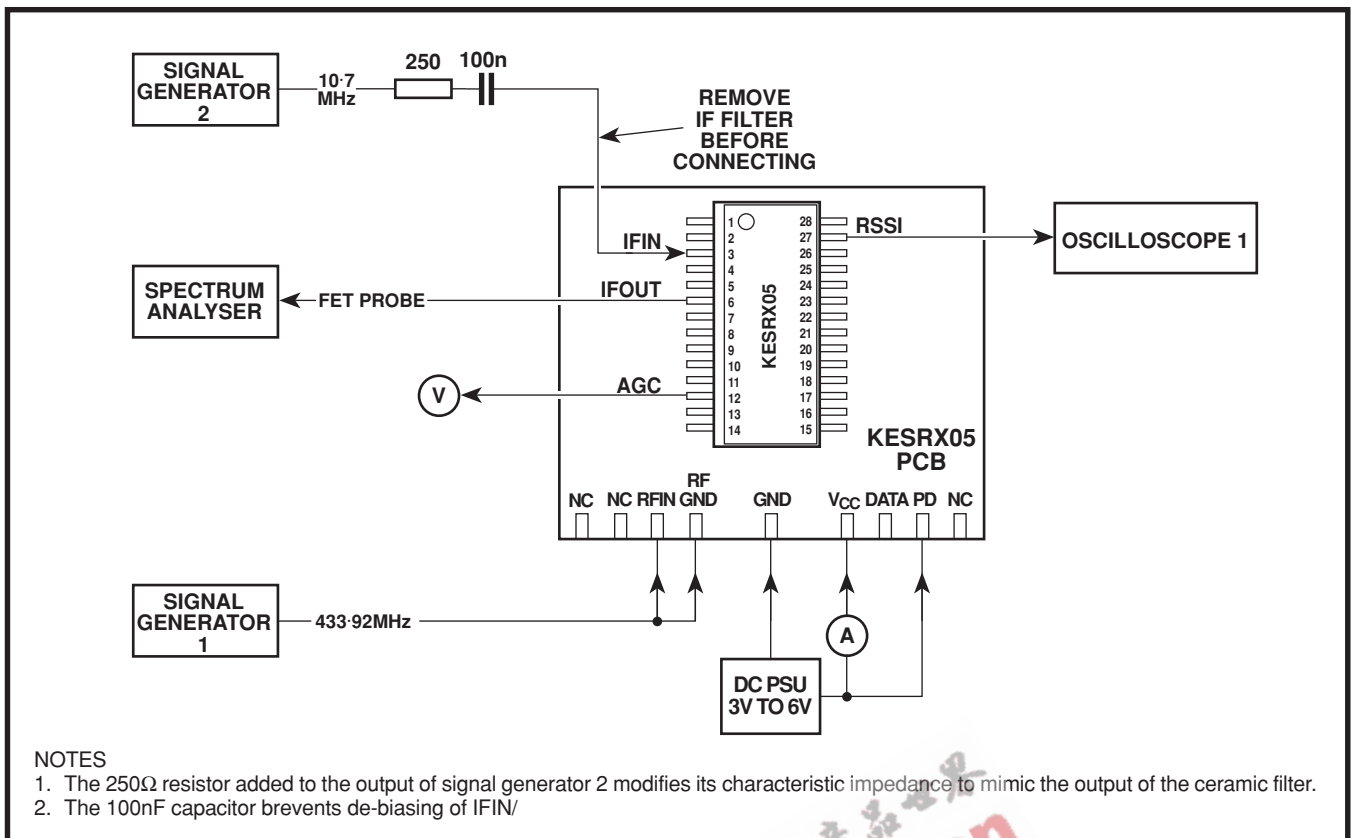 SIGNAL
GENERATOR
2
10·7
MHz
250
100n
REMOVE
IF FILTER
BEFORE
CONNECTING
SPECTRUM
ANALYSER
FET PROBE
IFIN
IFOUT
AGC
V
1
2
3
4
5
6
7
8
9
10
11
12
13
14
KESRX05
28
27
26
25
24
23
22
21
20
19
18
17
16
15
RSSI
OSCILLOSCOPE 1
KESRX05
PCB
NC
NC
RFIN
RF
GND
GND
VCC
DATA
PD
NC
SIGNAL
GENERATOR
1
433·92MHz
A
DC PSU
3V TO 6V
NOTES
1. The 250Ω resistor added to the output of signal generator 2 modifies its characteristic impedance to mimic the output of the ceramic filter.
2. The 100nF capacitor brevents de-biasing of IFIN/